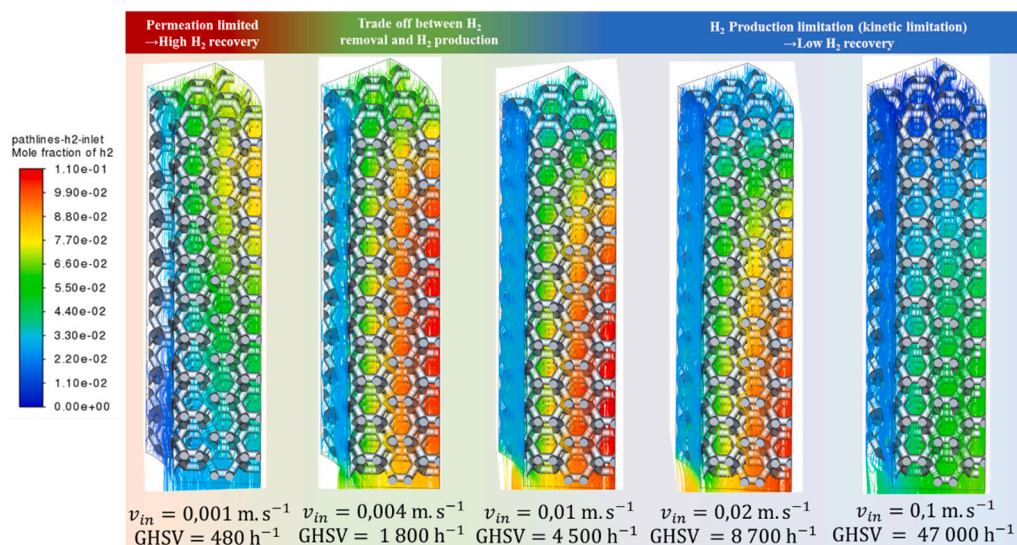 Permeation limited
→High H₂ recovery
Trade off between H₂
removal and H₂ production
H₂ Production limitation (kinetic limitation)
→Low H₂ recovery
pathlines-h2-inlet
Mole fraction of h2
1.10e-01
9.90e-02
8.80e-02
7.70e-02
6.60e-02
5.50e-02
4.40e-02
3.30e-02
2.20e-02
1.10e-02
0.00e+00
v_in = 0,001 m.s⁻¹
GHSV = 480 h⁻¹
v_in = 0,004 m.s⁻¹
GHSV = 1 800 h⁻¹
v_in = 0,01 m.s⁻¹
GHSV = 4 500 h⁻¹
v_in = 0,02 m.s⁻¹
GHSV = 8 700 h⁻¹
v_in = 0,1 m.s⁻¹
GHSV = 47 000 h⁻¹